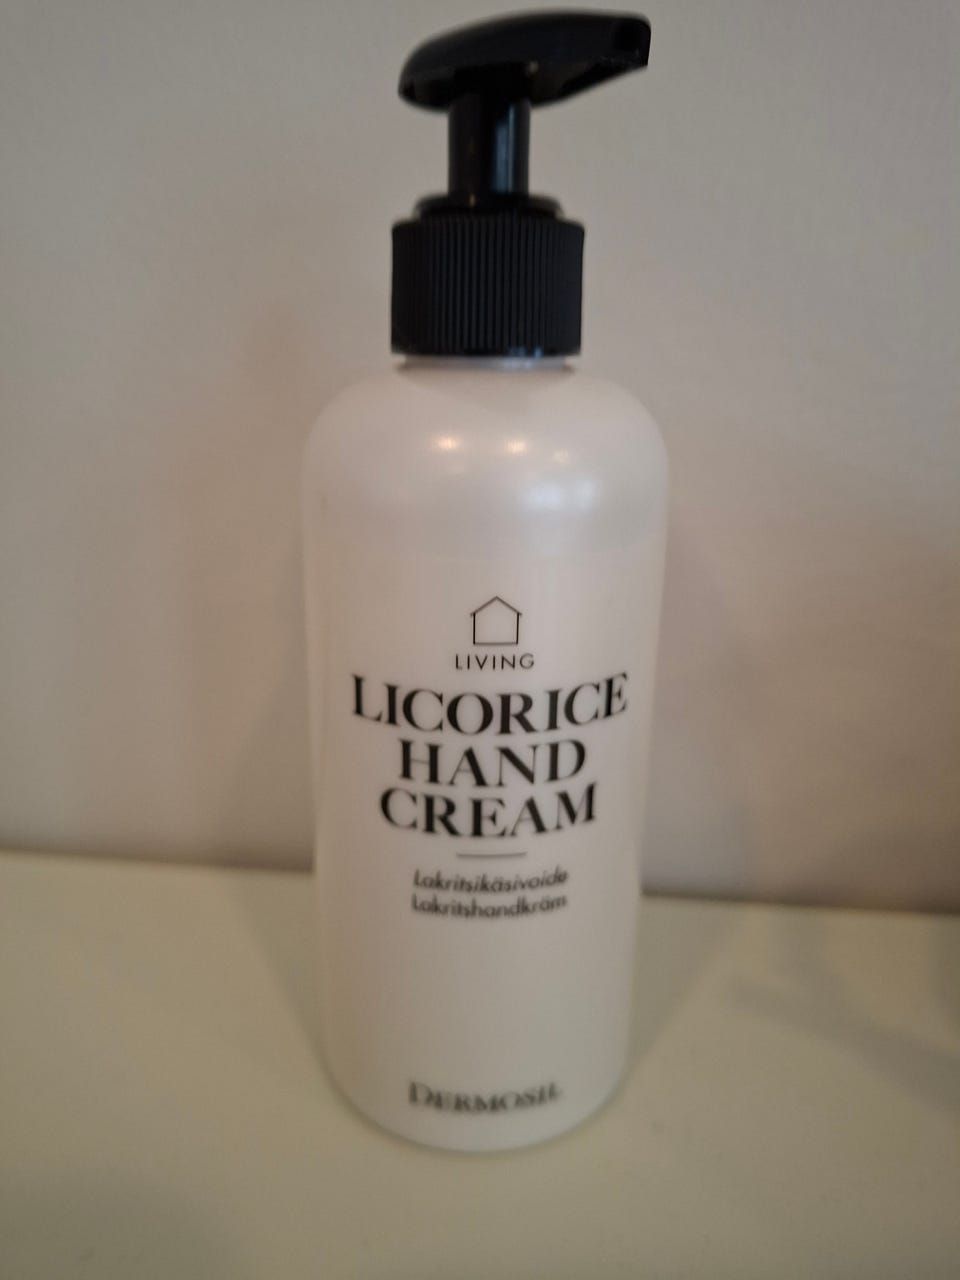 LIVING
LICORICE
HAND
CREAM
Lakritsikäsivoide
Lakritshandkräm
DERMOSIL